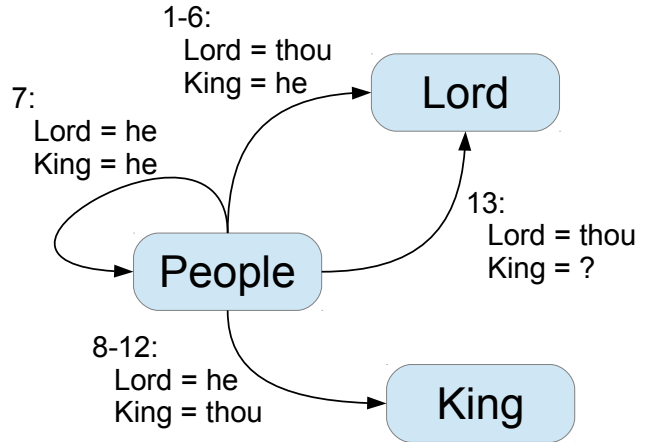 1-6:
Lord = thou
King = he
Lord
7:
Lord = he
King = he
13:
Lord = thou
King = ?
People
8-12:
Lord = he
King = thou
King